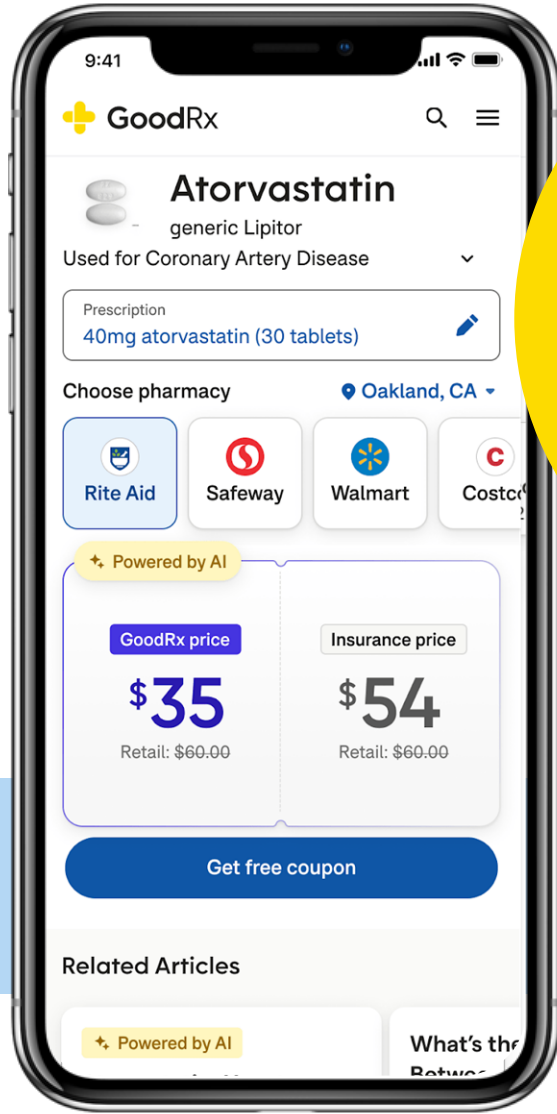 9:41
GoodRx
Atorvastatin
generic Lipitor
Used for Coronary Artery Disease
Prescription
40mg atorvastatin (30 tablets)
Choose pharmacy
Oakland, CA
Rite Aid
Safeway
Walmart
C
Costc
Powered by AI
GoodRx price
Insurance price
$35
$54
Retail: $60.00
Retail: $60.00
Get free coupon
Related Articles
Powered by AI
What's the